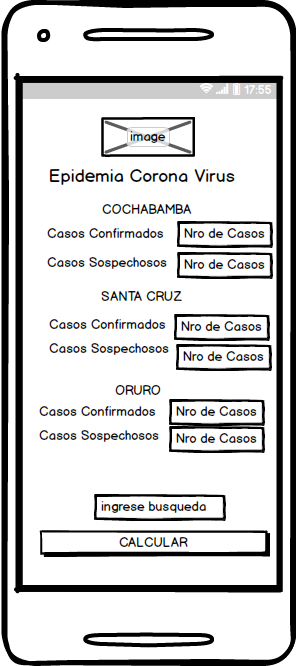 17:55
image
Epidemia Corona Virus
COCHABAMBA
Casos Confirmados Nro de Casos
Casos Sospechosos Nro de Casos
SANTA CRUZ
Casos Confirmados Nro de Casos
Casos Sospechosos Nro de Casos
ORURO
Casos Confirmados Nro de Casos
Casos Sospechosos Nro de Casos
ingrese busqueda
CALCULAR